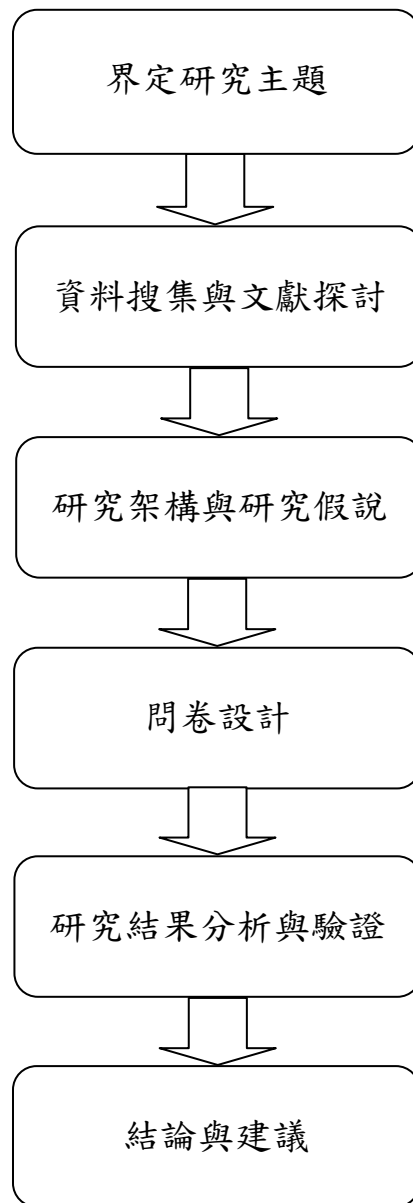 界定研究主題
資料搜集與文獻探討
研究架構與研究假說
問卷設計
研究結果分析與驗證
結論與建議